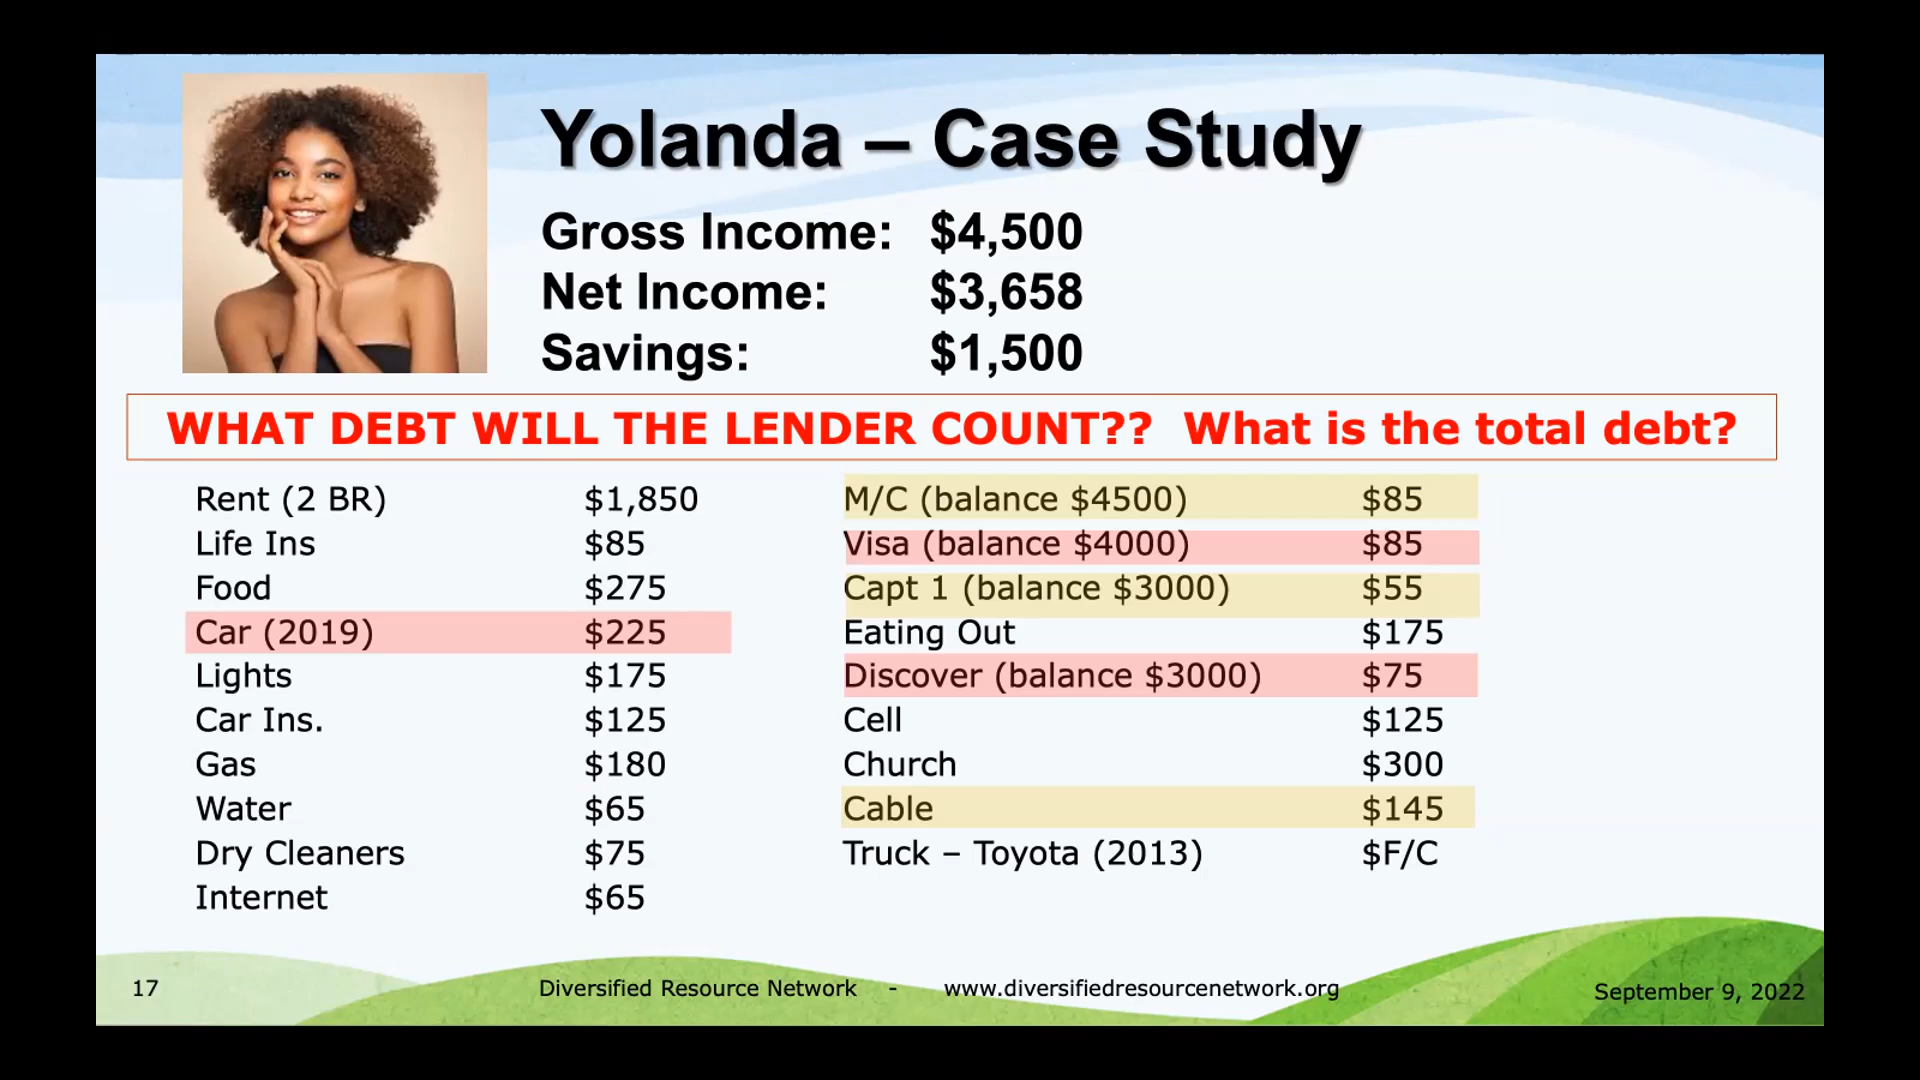 Yolanda – Case Study
Gross Income: $4,500
Net Income: $3,658
Savings: $1,500
WHAT DEBT WILL THE LENDER COUNT?? What is the total debt?
Rent (2 BR) $1,850
Life Ins $85
Food $275
Car (2019) $225
Lights $175
Car Ins. $125
Gas $180
Water $65
Dry Cleaners $75
Internet $65
M/C (balance $4500) $85
Visa (balance $4000) $85
Capt 1 (balance $3000) $55
Eating Out $175
Discover (balance $3000) $75
Cell $125
Church $300
Cable $145
Truck – Toyota (2013) $F/C
17
Diversified Resource Network - www.diversifiedresourcenetwork.org
September 9, 2022